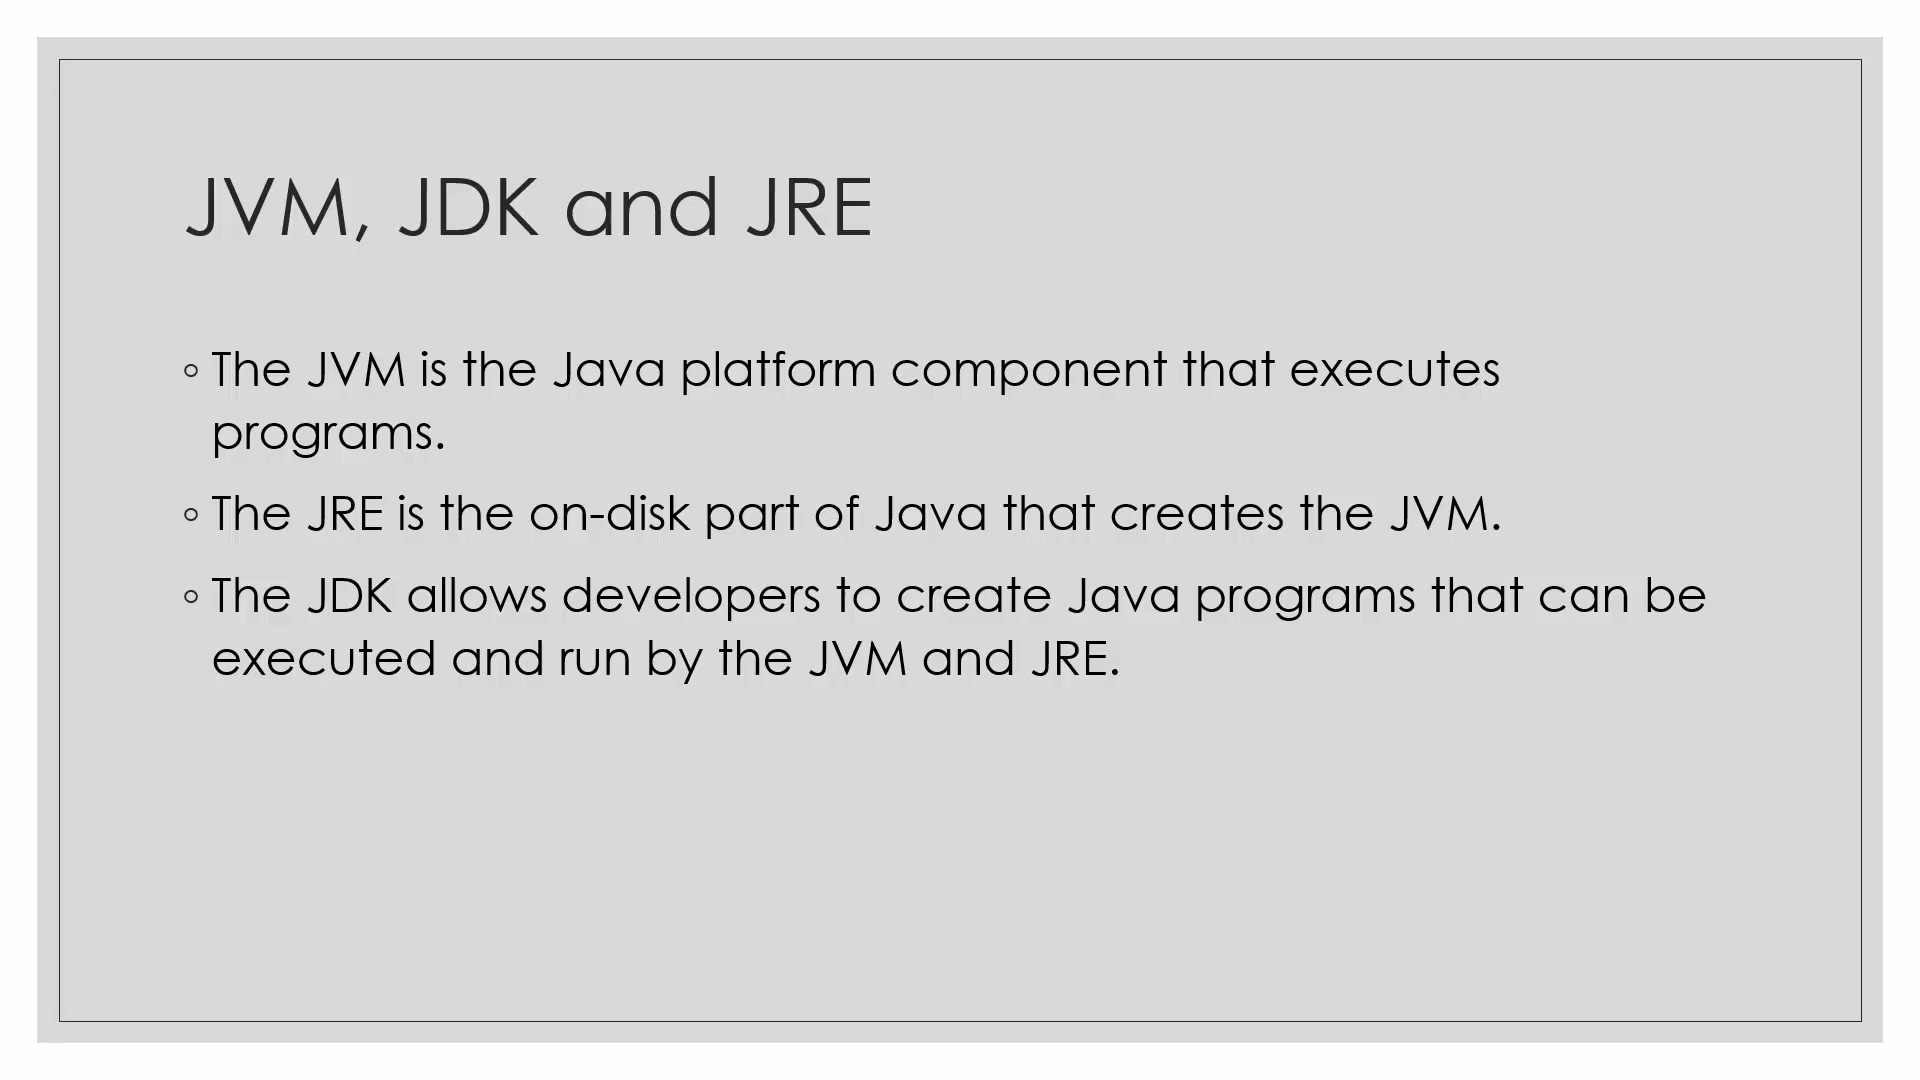 JVM, JDK and JRE
◦ The JVM is the Java platform component that executes
programs.
◦ The JRE is the on-disk part of Java that creates the JVM.
◦ The JDK allows developers to create Java programs that can be
executed and run by the JVM and JRE.